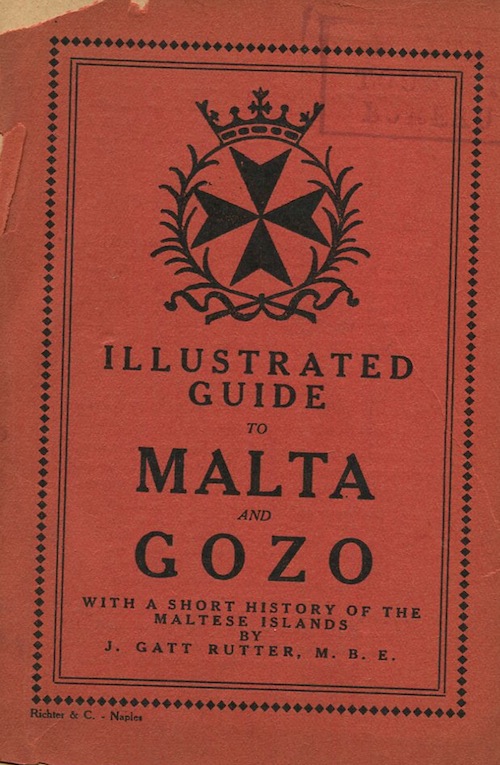 ILLUSTRATED
GUIDE
TO
MALTA
AND
GOZO
WITH A SHORT HISTORY OF THE
MALTESE ISLANDS
BY
J. GATT RUTTER, M. B. E.
Richter & C. - Naples